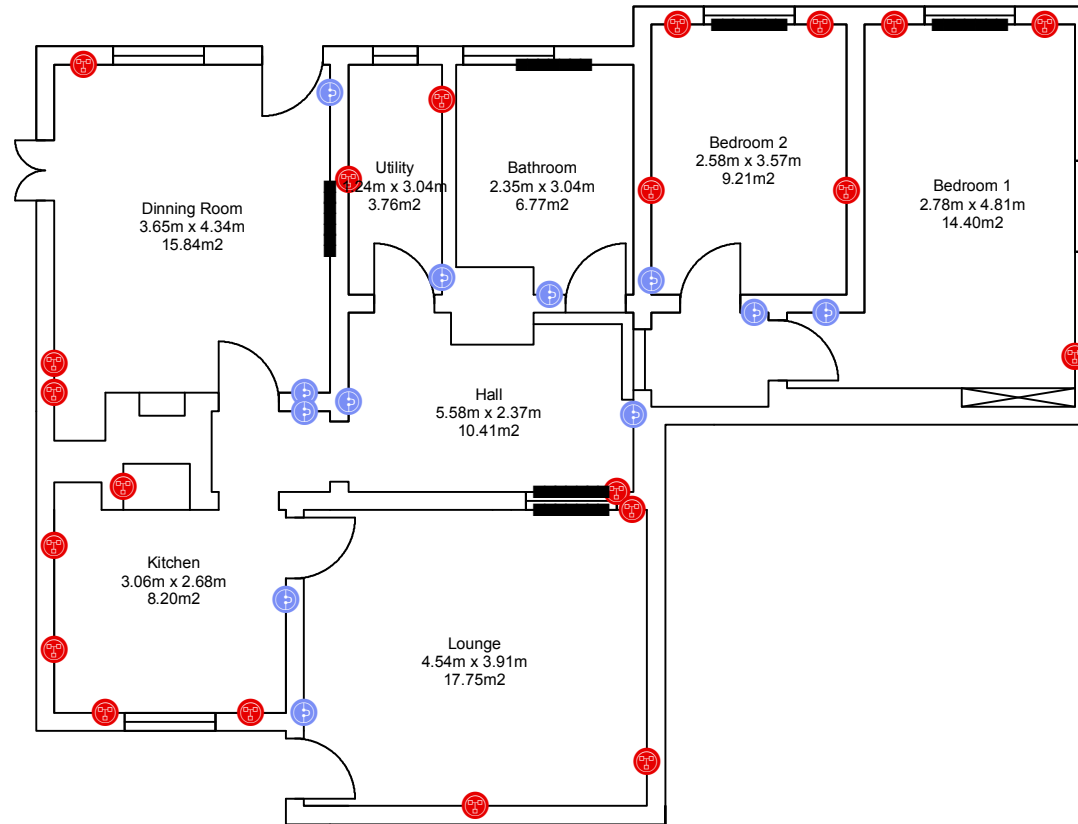 Bedroom 2
2.58m x 3.57m
9.21m2
Utility
.24m x 3.04m
3.76m2
Bathroom
2.35m x 3.04m
6.77m2
Bedroom 1
2.78m x 4.81m
14.40m2
Dinning Room
3.65m x 4.34m
15.84m2
Hall
5.58m x 2.37m
10.41m2
Kitchen
3.06m x 2.68m
8.20m2
Lounge
4.54m x 3.91m
17.75m2